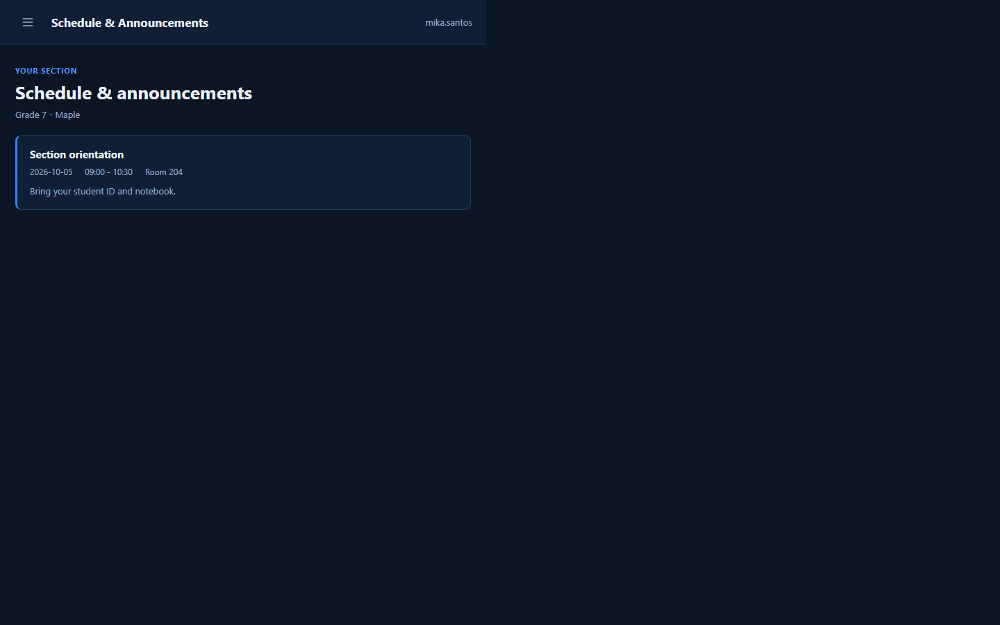 Schedule & Announcements
mika.santos
YOUR SECTION
Schedule & announcements
Grade 7 - Maple
Section orientation
2026-10-05 09:00 - 10:30 Room 204
Bring your student ID and notebook.